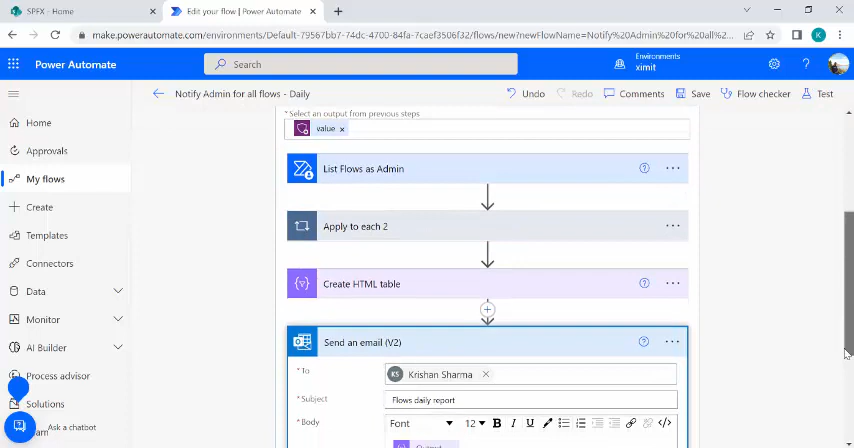 SPFX - Home
Edit your flow | Power Automate
make.powerautomate.com/environments/Default-79567bb7-74dc-4700-84fa-7caef3506f32/flows/new?newFlowName=Notify%20Admin%20for%20all%20...
K
Power Automate
Search
Environments
ximit
Notify Admin for all flows - Daily
Undo
Redo
Comments
Save
Flow checker
Test
Home
Approvals
My flows
Create
Templates
Connectors
Data
Monitor
AI Builder
Process advisor
Solutions
Ask a chatbot
* Select an output from previous steps
value
List Flows as Admin
Apply to each 2
Create HTML table
Send an email (V2)
* To
KS Krishan Sharma
* Subject
Flows daily report
* Body
Font
12
B I U
Output